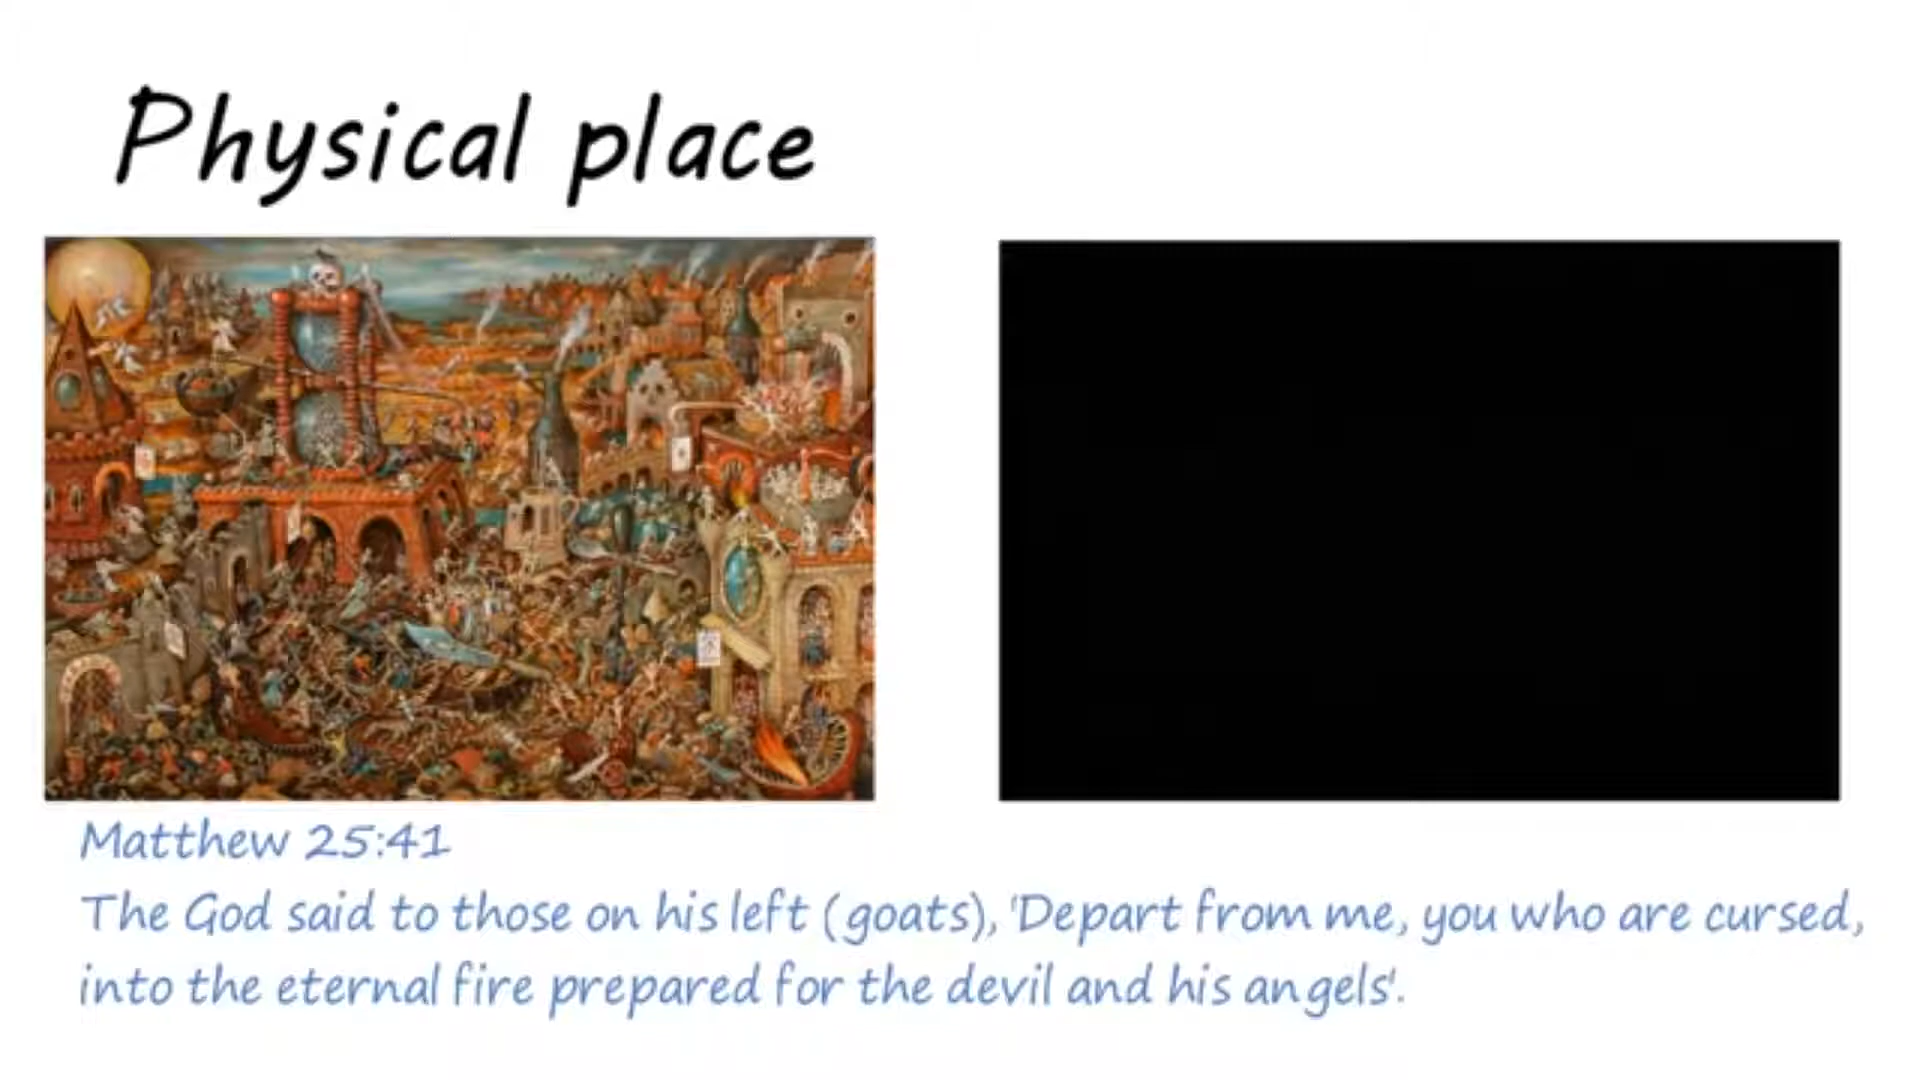 Physical place
Matthew 25:41
The God said to those on his left (goats), 'Depart from me, you who are cursed,
into the eternal fire prepared for the devil and his angels'.